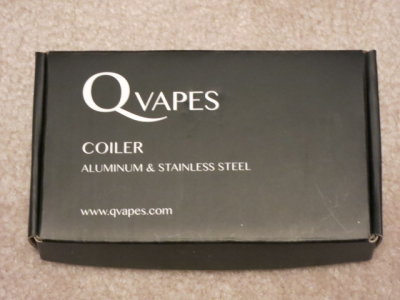 QVAPES
COILER
ALUMINUM & STAINLESS STEEL
www.qvapes.com